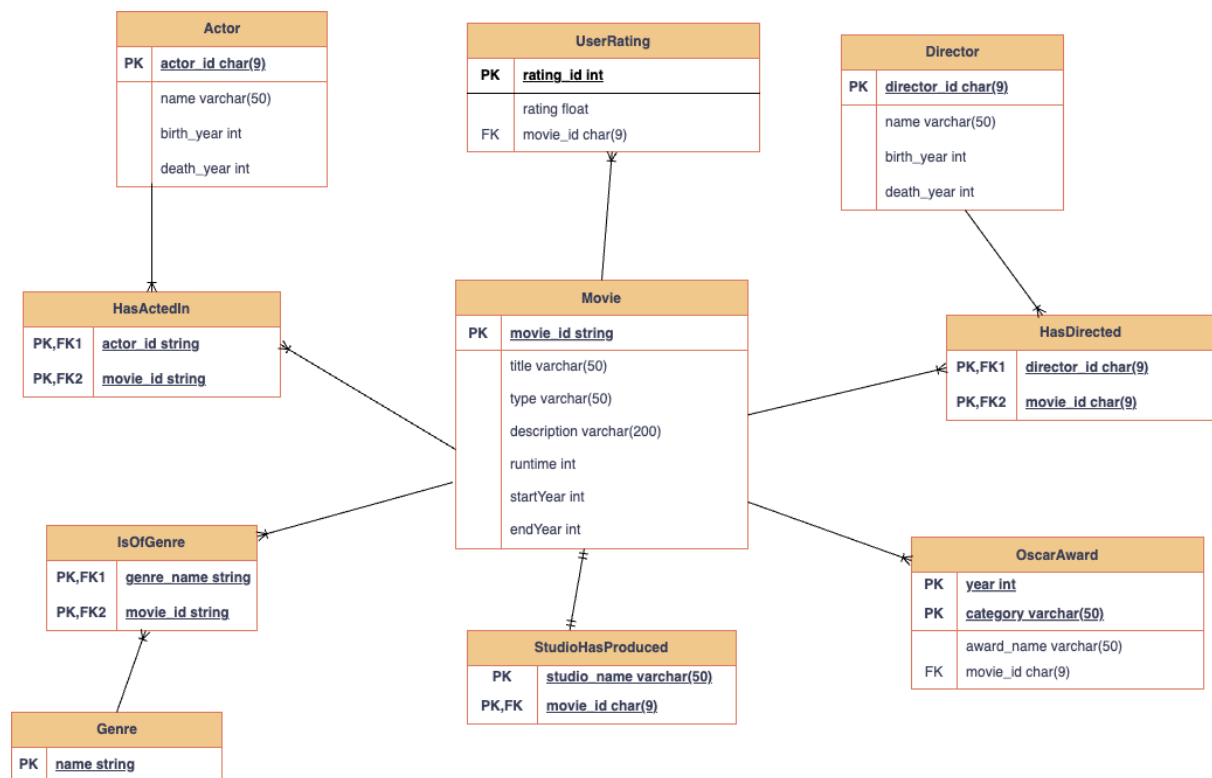 Actor
PK actor_id char(9)
name varchar(50)
birth_year int
death_year int
UserRating
PK rating_id int
rating float
FK movie_id char(9)
Director
PK director_id char(9)
name varchar(50)
birth_year int
death_year int
HasActedIn
PK,FK1 actor_id string
PK,FK2 movie_id string
Movie
PK movie_id string
title varchar(50)
type varchar(50)
description varchar(200)
runtime int
startYear int
endYear int
HasDirected
PK,FK1 director_id char(9)
PK,FK2 movie_id char(9)
IsOfGenre
PK,FK1 genre_name string
PK,FK2 movie_id string
StudioHasProduced
PK studio_name varchar(50)
PK,FK movie_id char(9)
OscarAward
PK year int
PK category varchar(50)
award_name varchar(50)
FK movie_id char(9)
Genre
PK name string